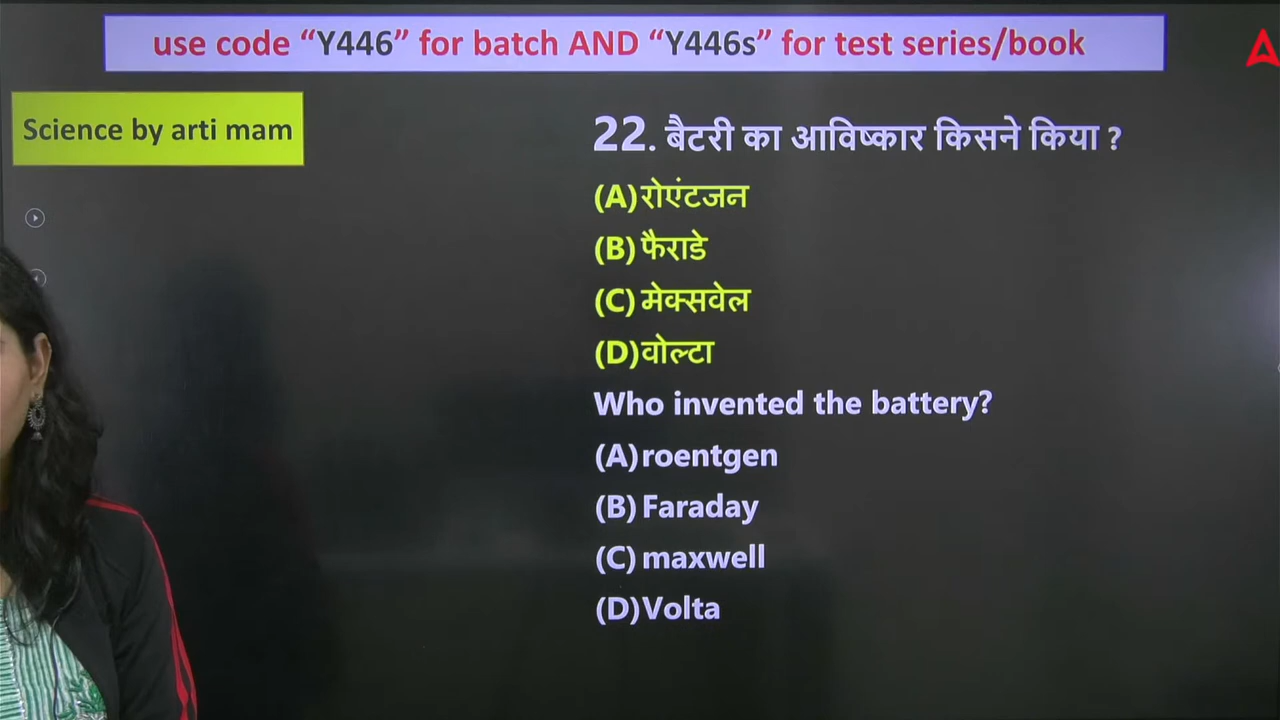 use code “Y446” for batch AND “Y446s” for test series/book
Science by arti mam
22. बैटरी का आविष्कार किसने किया ?
(A) रोएंटजन
(B) फैराडे
(C) मेक्सवेल
(D) वोल्टा
Who invented the battery?
(A) roentgen
(B) Faraday
(C) maxwell
(D) Volta